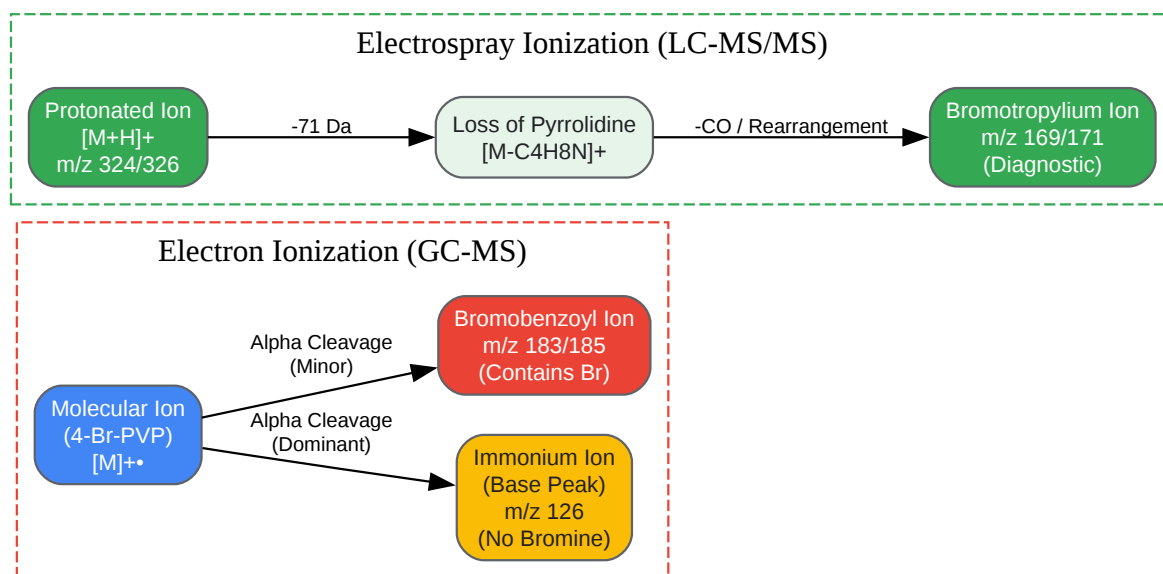 Electrospray Ionization (LC-MS/MS)
Protonated Ion
[M+H]+
m/z 324/326
-71 Da
Loss of Pyrrolidine
[M-C4H8N]+
-CO / Rearrangement
Bromotropylium Ion
m/z 169/171
(Diagnostic)
Electron Ionization (GC-MS)
Molecular Ion
(4-Br-PVP)
[M]+•
Alpha Cleavage
(Minor)
Bromobenzoyl Ion
m/z 183/185
(Contains Br)
Alpha Cleavage
(Dominant)
Immonium Ion
(Base Peak)
m/z 126
(No Bromine)